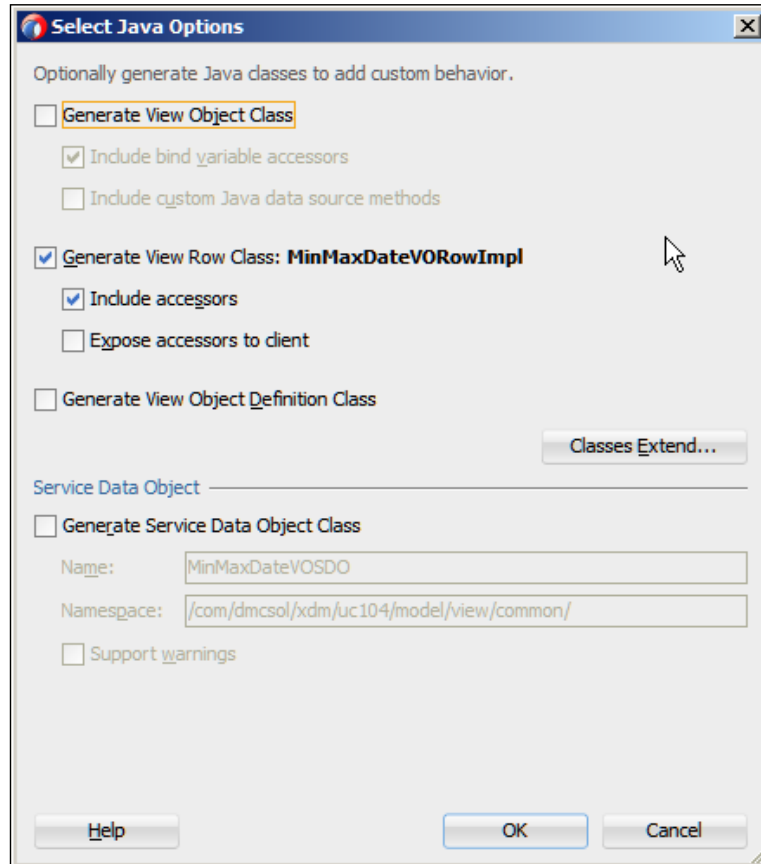 Select Java Options
Optionally generate Java classes to add custom behavior.
Generate View Object Class
Include bind variable accessors
Include custom Java data source methods
Generate View Row Class: MinMaxDateVORowImpl
Include accessors
Expose accessors to client
Generate View Object Definition Class
Classes Extend...
Service Data Object
Generate Service Data Object Class
Name: MinMaxDateVOSDO
Namespace: /com/dmcsol/xdm/uc104/model/view/common/
Support warnings
Help OK Cancel